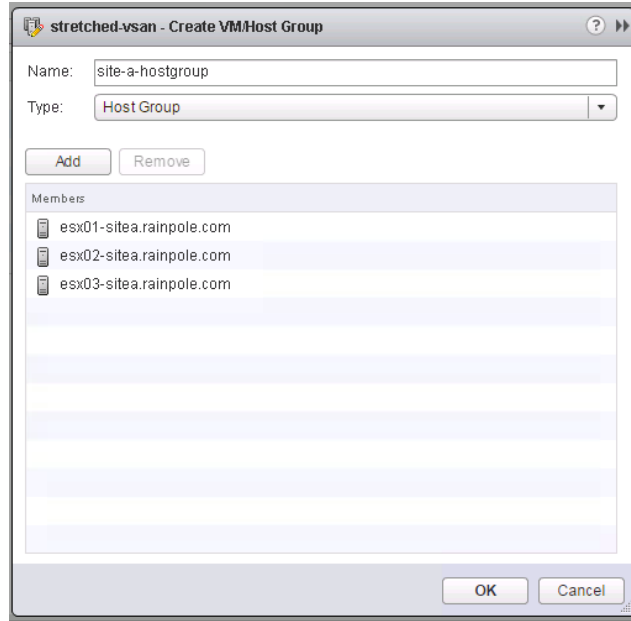 stretched-vsan - Create VM/Host Group
Name: site-a-hostgroup
Type: Host Group
Add Remove
Members
esx01-sitea.rainpole.com
esx02-sitea.rainpole.com
esx03-sitea.rainpole.com
OK Cancel